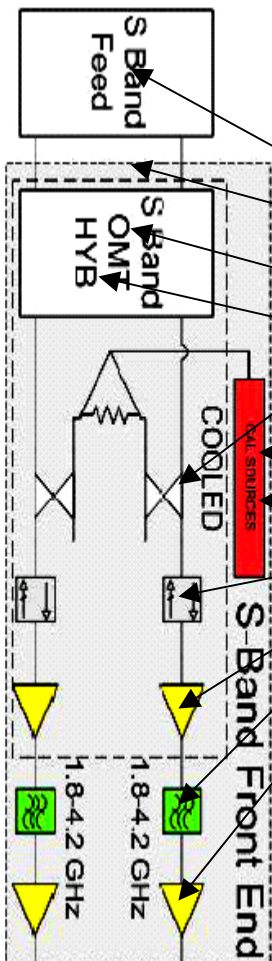 S Band
Feed
S Band
OMT
HYB
COOLED
CAL SOURCES
S-Band Front End
1.8-4.2 GHz
1.8-4.2 GHz